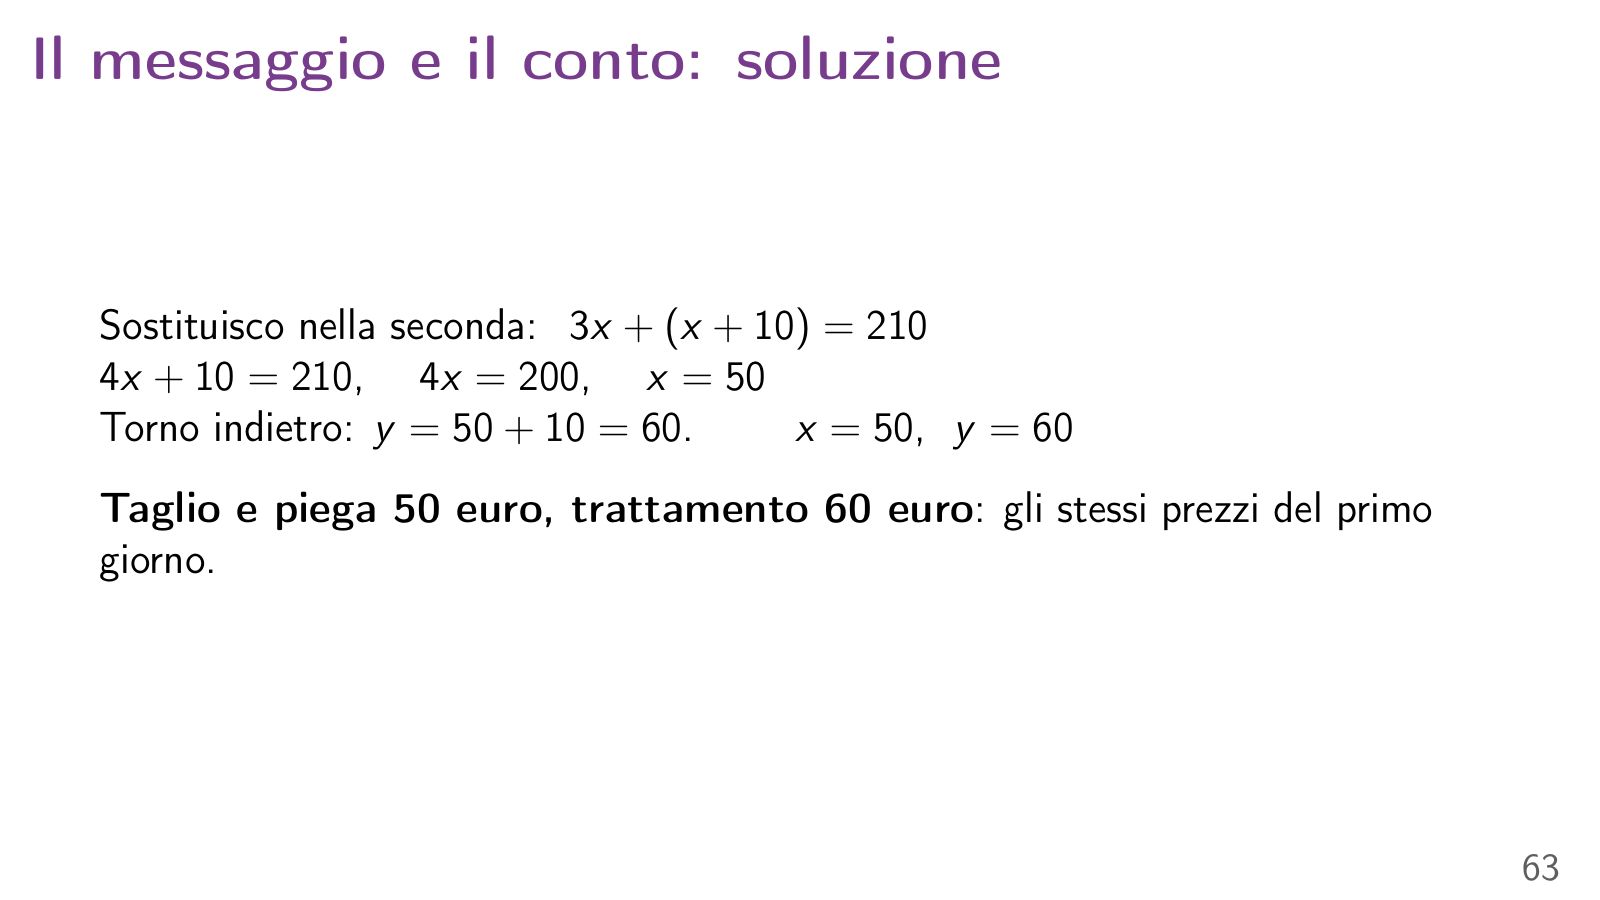 Il messaggio e il conto: soluzione
Sostituisco nella seconda: 3x + (x + 10) = 210
4x + 10 = 210, 4x = 200, x = 50
Torno indietro: y = 50 + 10 = 60. x = 50, y = 60
Taglio e piega 50 euro, trattamento 60 euro: gli stessi prezzi del primo
giorno.
63